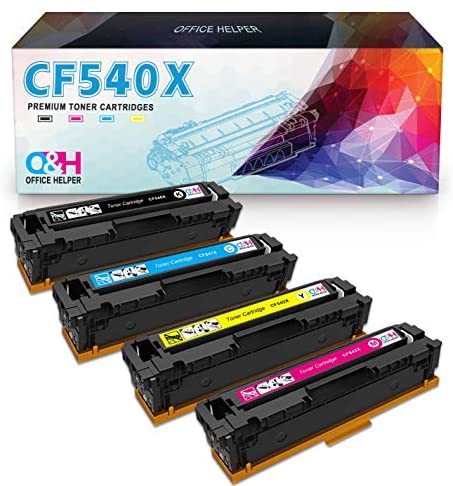 OFFICE HELPER
CF540X
PREMIUM TONER CARTRIDGES
O&H
OFFICE HELPER
Toner Cartridge
CF540X
K
O&H
Toner Cartridge
CF541X
C
O&H
Toner Cartridge
CF542X
Y
O&H
Toner Cartridge
CF543X
M
O&H